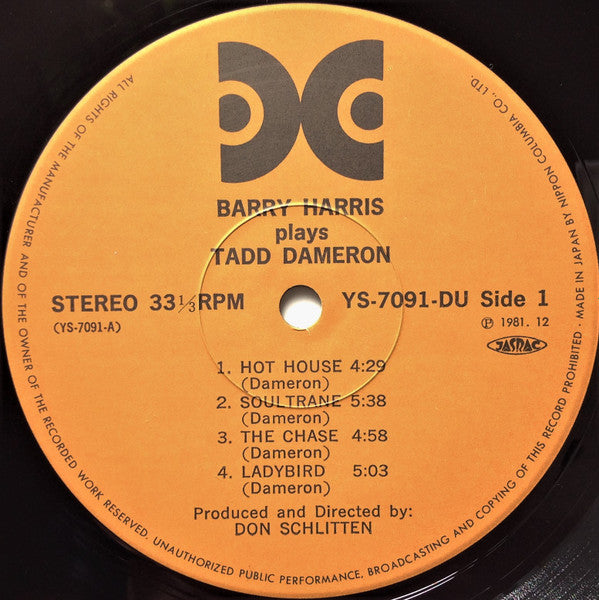 BARRY HARRIS
plays
TADD DAMERON
STEREO 33 1/3 RPM
(YS-7091-A)
YS-7091-DU Side 1
Ⓟ 1981. 12
JASRAC
1. HOT HOUSE 4:29
(Dameron)
2. SOULTRANE 5:38
(Dameron)
3. THE CHASE 4:58
(Dameron)
4. LADYBIRD 5:03
(Dameron)
Produced and Directed by:
DON SCHLITTEN
ALL RIGHTS OF THE MANUFACTURER AND OF THE OWNER OF THE RECORDED WORK RESERVED. UNAUTHORIZED PUBLIC PERFORMANCE, BROADCASTING AND COPYING OF THIS RECORD PROHIBITED · MADE IN JAPAN BY NIPPON COLUMBIA CO., LTD.